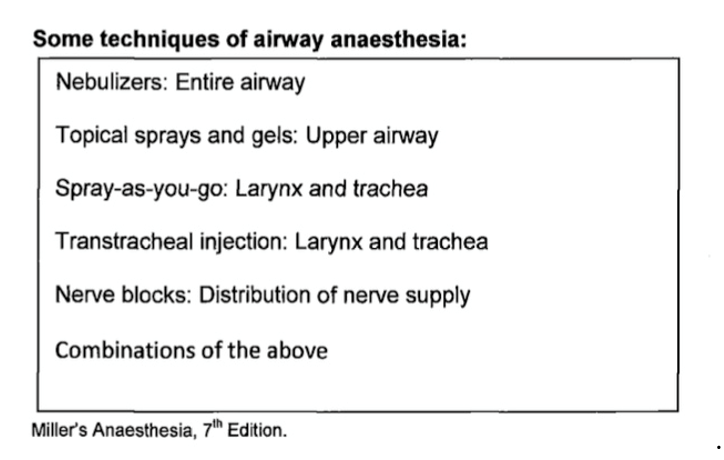 Some techniques of airway anaesthesia:
Nebulizers: Entire airway
Topical sprays and gels: Upper airway
Spray-as-you-go: Larynx and trachea
Transtracheal injection: Larynx and trachea
Nerve blocks: Distribution of nerve supply
Combinations of the above
Miller's Anaesthesia, 7th Edition.